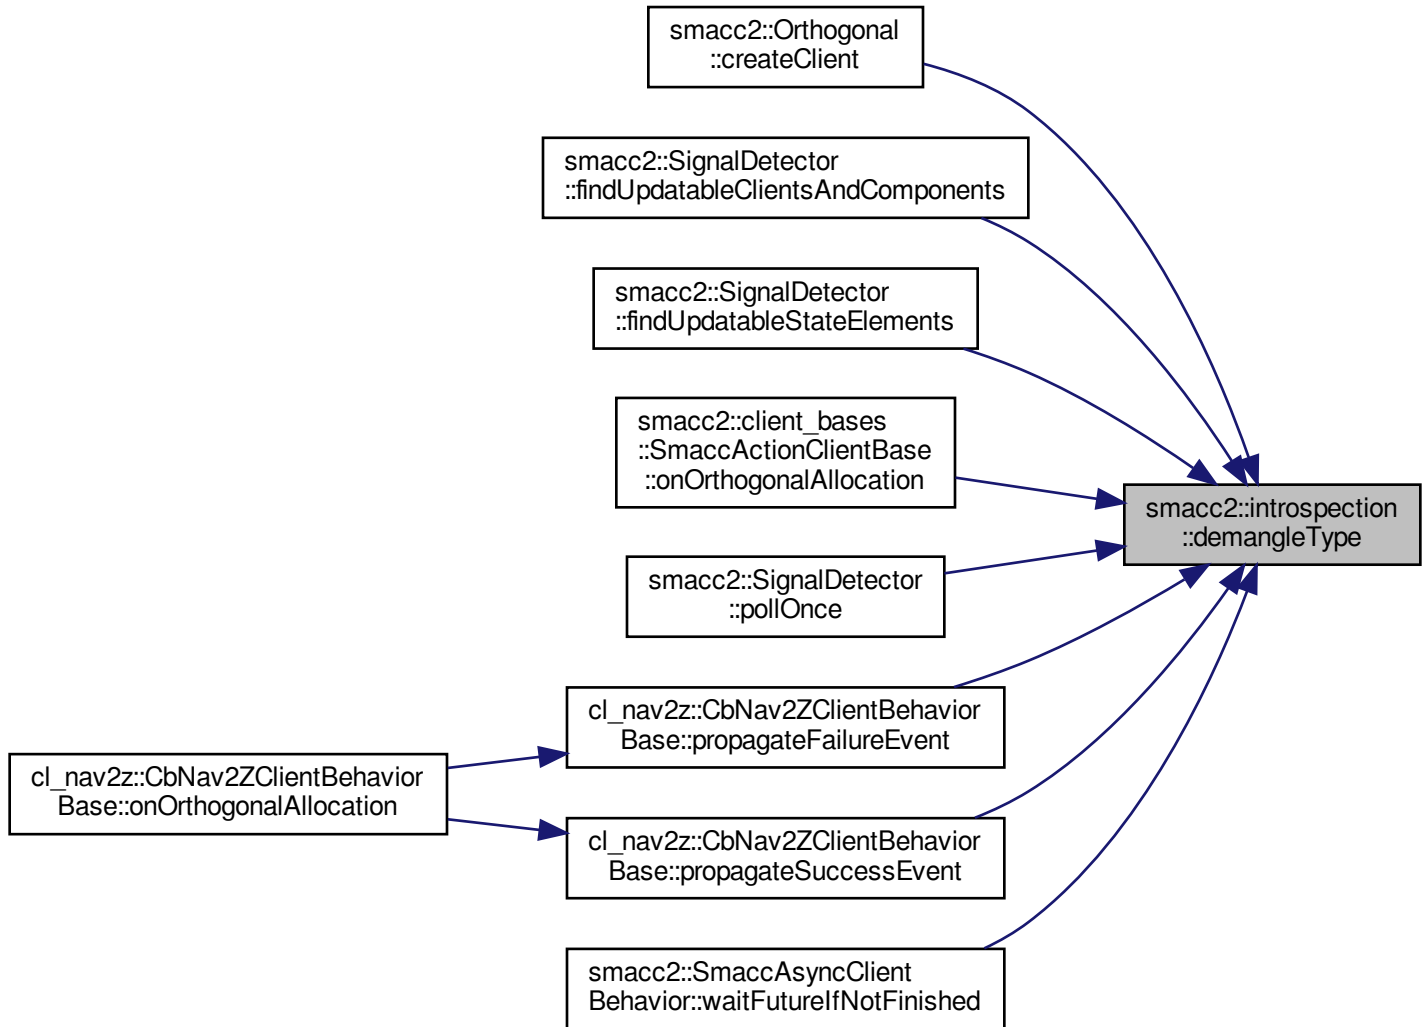 smacc2::Orthogonal
::createClient
smacc2::SignalDetector
::findUpdatableClientsAndComponents
smacc2::SignalDetector
::findUpdatableStateElements
smacc2::client_bases
::SmaccActionClientBase
::onOrthogonalAllocation
smacc2::introspection
::demangleType
smacc2::SignalDetector
::pollOnce
cl_nav2z::CbNav2ZClientBehavior
Base::propagateFailureEvent
cl_nav2z::CbNav2ZClientBehavior
Base::onOrthogonalAllocation
cl_nav2z::CbNav2ZClientBehavior
Base::propagateSuccessEvent
smacc2::SmaccAsyncClient
Behavior::waitFutureIfNotFinished